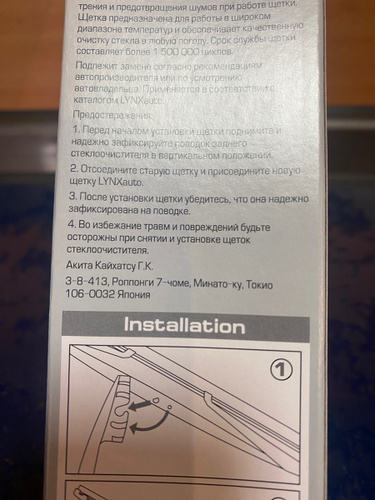 трения и предотвращения шумов при работе щетки.
Щетка предназначена для работы в широком
диапазоне температур и обеспечивает качественную
очистку стекла в любую погоду. Срок службы щетки
составляет более 1 500 000 циклов.
Подлежит замене согласно рекомендациям
автопроизводителя или по усмотрению
автовладельца. Применяется в соответствии с
каталогом LYNXauto.
Предостережения:
1. Перед началом установки щетки поднимите и
надежно зафиксируйте поводок заднего
стеклоочистителя в вертикальном положении.
2. Отсоедините старую щетку и присоедините новую
щетку LYNXauto.
3. После установки щетки убедитесь, что она надежно
зафиксирована на поводке.
4. Во избежание травм и повреждений будьте
осторожны при снятии и установке щеток
стеклоочистителя.
Акита Кайхатсу Г.К.
3-8-413, Роппонги 7-чоме, Минато-ку, Токио
106-0032 Япония
Installation
1